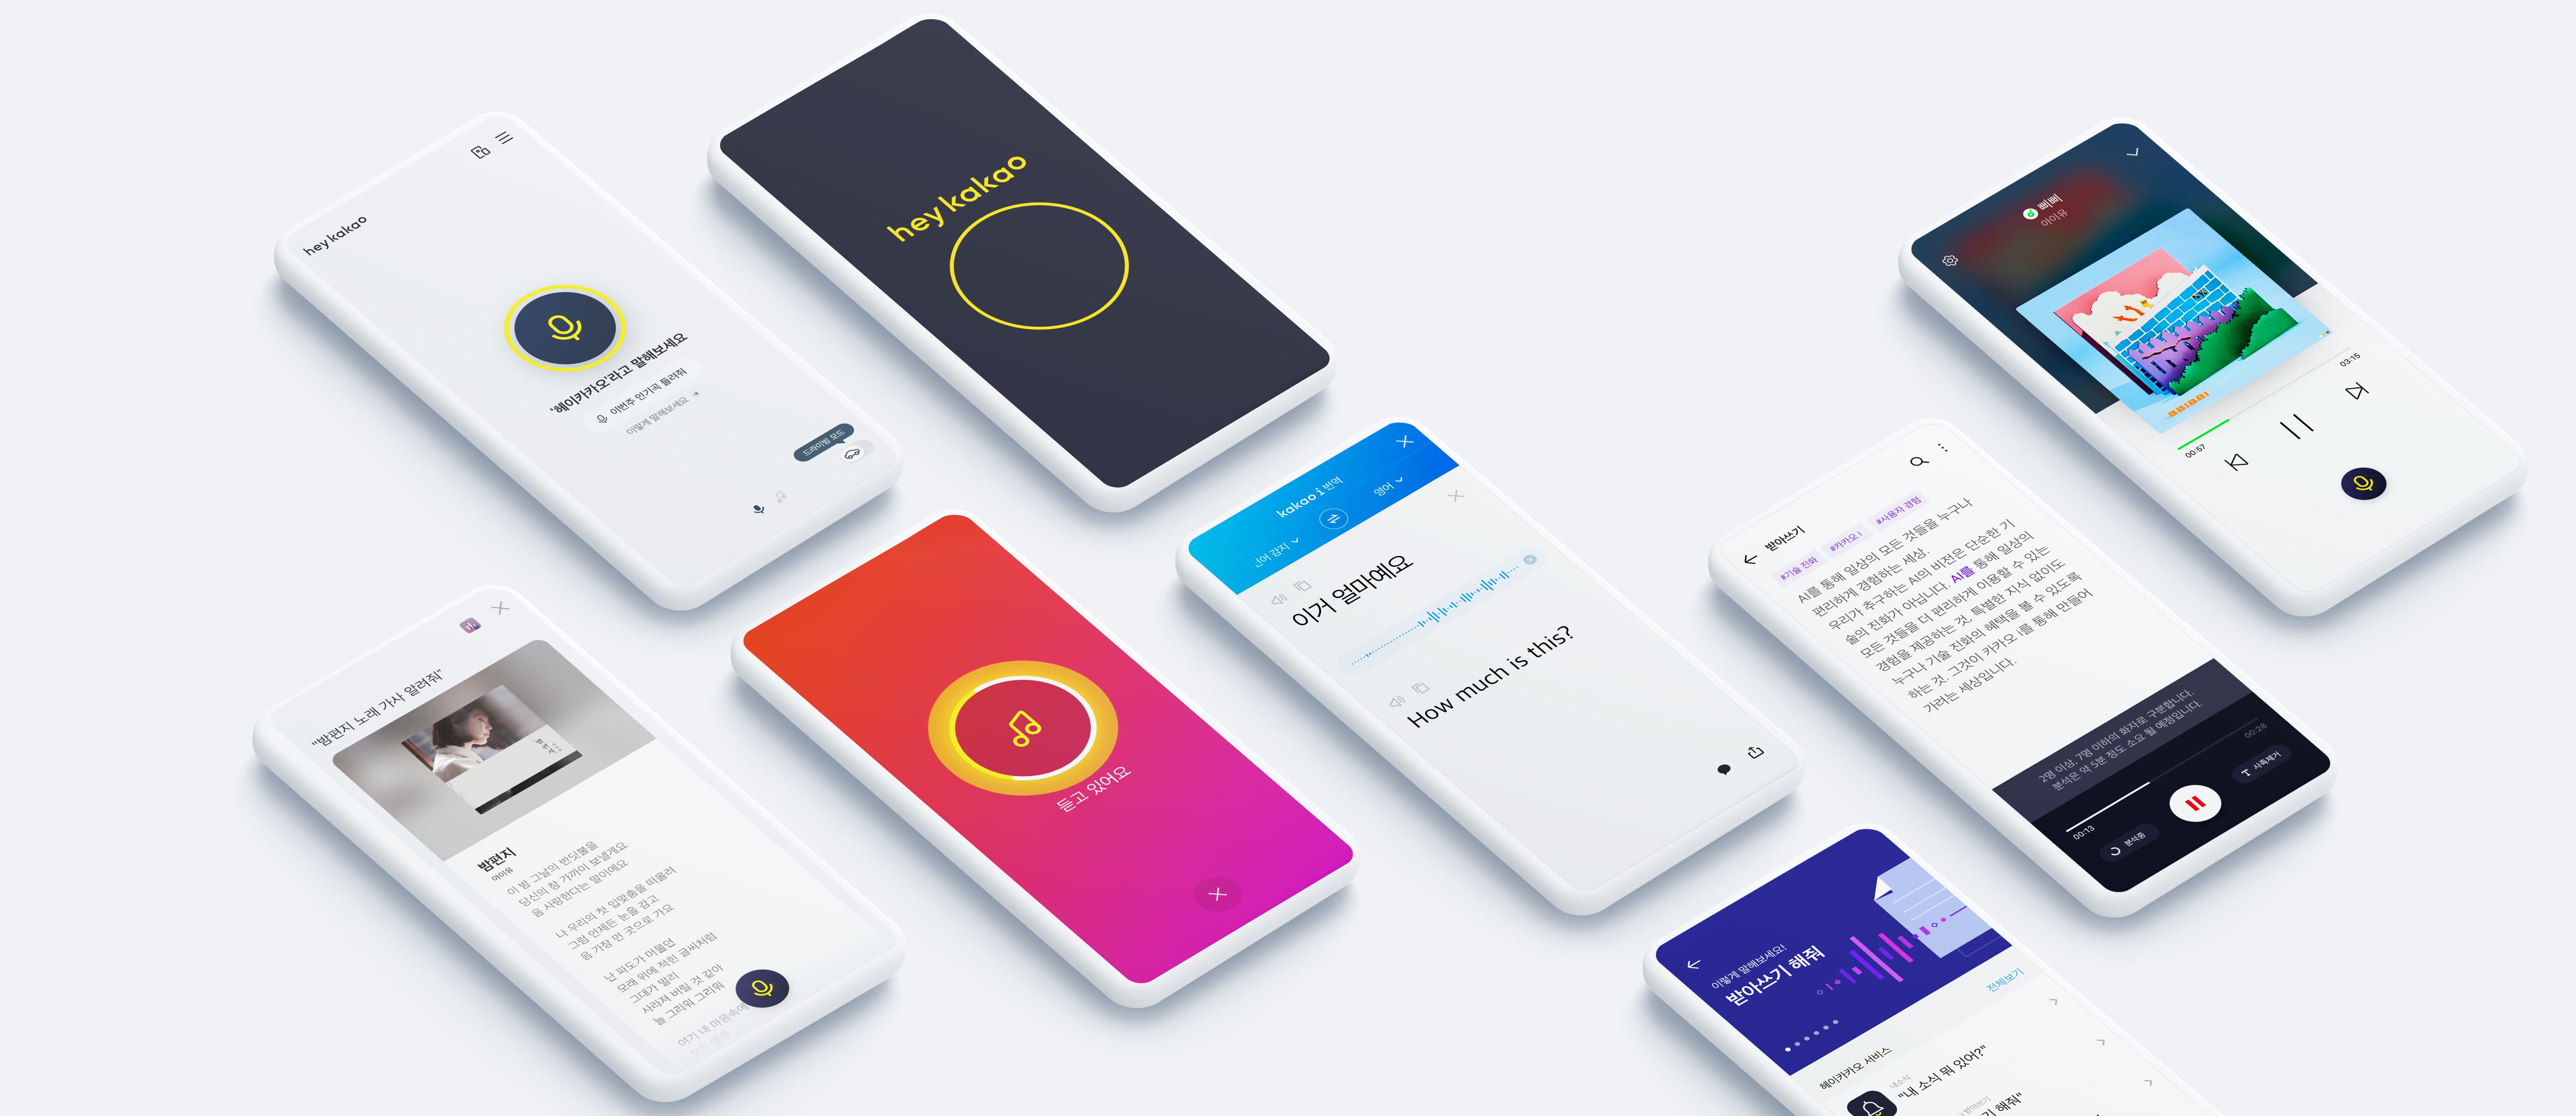 hey kakao
'헤이카카오'라고 말해보세요
이번주 인기곡 들려줘
이렇게 말해보세요
드라이빙 모드
hey kakao
"밤편지 노래 가사 알려줘"
밤편지
아이유
이 밤 그날의 반딧불을
당신의 창 가까이 보낼게요
음 사랑한다는 말이에요
나 우리의 첫 입맞춤을 떠올려
그럼 언제든 눈을 감고
음 가장 먼 곳으로 가요
난 파도가 머물던
모래 위에 적힌 글씨처럼
그대가 멀리
사라져 버릴 것 같아
늘 그리워 그리워
여기 내 마음속에
듣고 있어요
kakao i 번역
언어 감지
영어
이거 얼마예요
How much is this?
받아쓰기
#기술 진화 #카카오 i #사용자 경험
AI를 통해 일상의 모든 것들을 누구나
편리하게 경험하는 세상.
우리가 추구하는 AI의 비전은 단순한 기
술의 진화가 아닙니다. AI를 통해 일상의
모든 것들을 더 편리하게 이용할 수 있는
경험을 제공하는 것, 특별한 지식 없이도
누구나 기술 진화의 혜택을 볼 수 있도록
하는 것. 그것이 카카오 i를 통해 만들어
가려는 세상입니다.
2명 이상, 7명 이하의 화자로 구분합니다.
분석은 약 5분 정도 소요 될 예정입니다.
00:13
00:28
분석중
T 시족제거
삐삐
아이유
BBIBBI
00:57
03:15
이렇게 말해보세요!
받아쓰기 해줘
헤이카카오 서비스
전체보기
내소식
"내 소식 뭐 있어?"
받아쓰기
기 해줘"